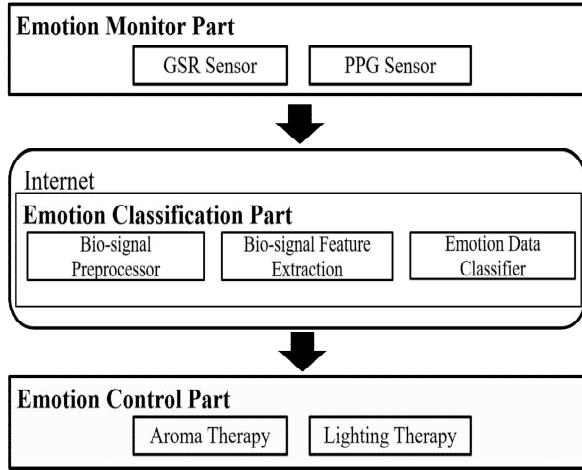 Emotion Monitor Part
GSR Sensor
PPG Sensor
Internet
Emotion Classification Part
Bio-signal
Preprocessor
Bio-signal Feature
Extraction
Emotion Data
Classifier
Emotion Control Part
Aroma Therapy
Lighting Therapy